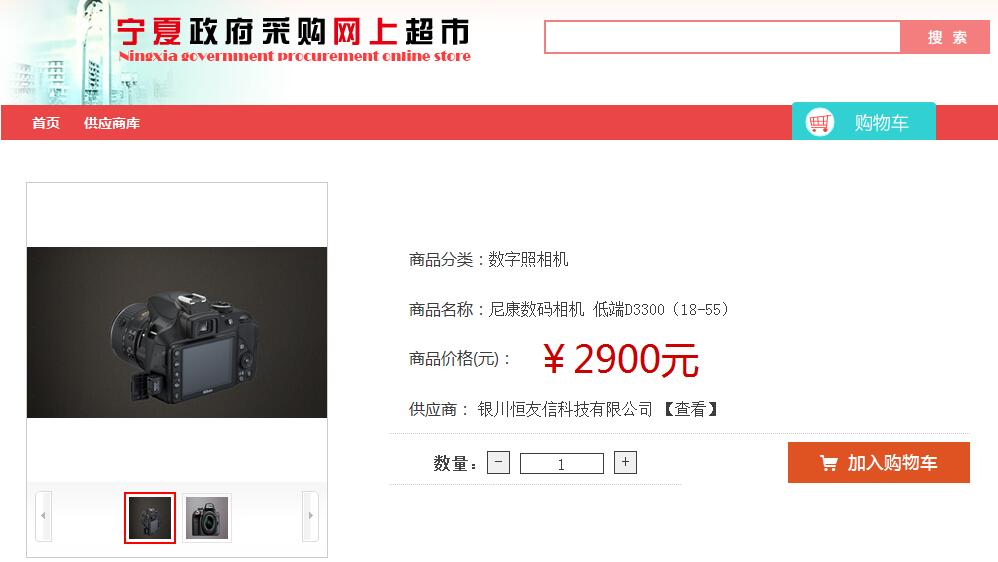 宁夏政府采购网上超市
Ningxia government procurement online store
搜 索
首页 供应商库
购物车
商品分类：数字照相机
商品名称：尼康数码相机 低端D3300（18-55）
商品价格(元)： ￥2900元
供应商： 银川恒友信科技有限公司 【查看】
数量： - 1 +
加入购物车
Nikon